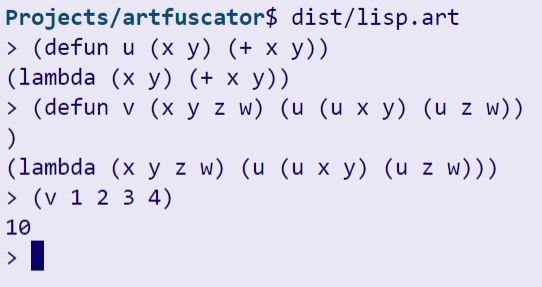 Projects/artfuscator$ dist/lisp.art
> (defun u (x y) (+ x y))
(lambda (x y) (+ x y))
> (defun v (x y z w) (u (u x y) (u z w))
)
(lambda (x y z w) (u (u x y) (u z w)))
> (v 1 2 3 4)
10
>